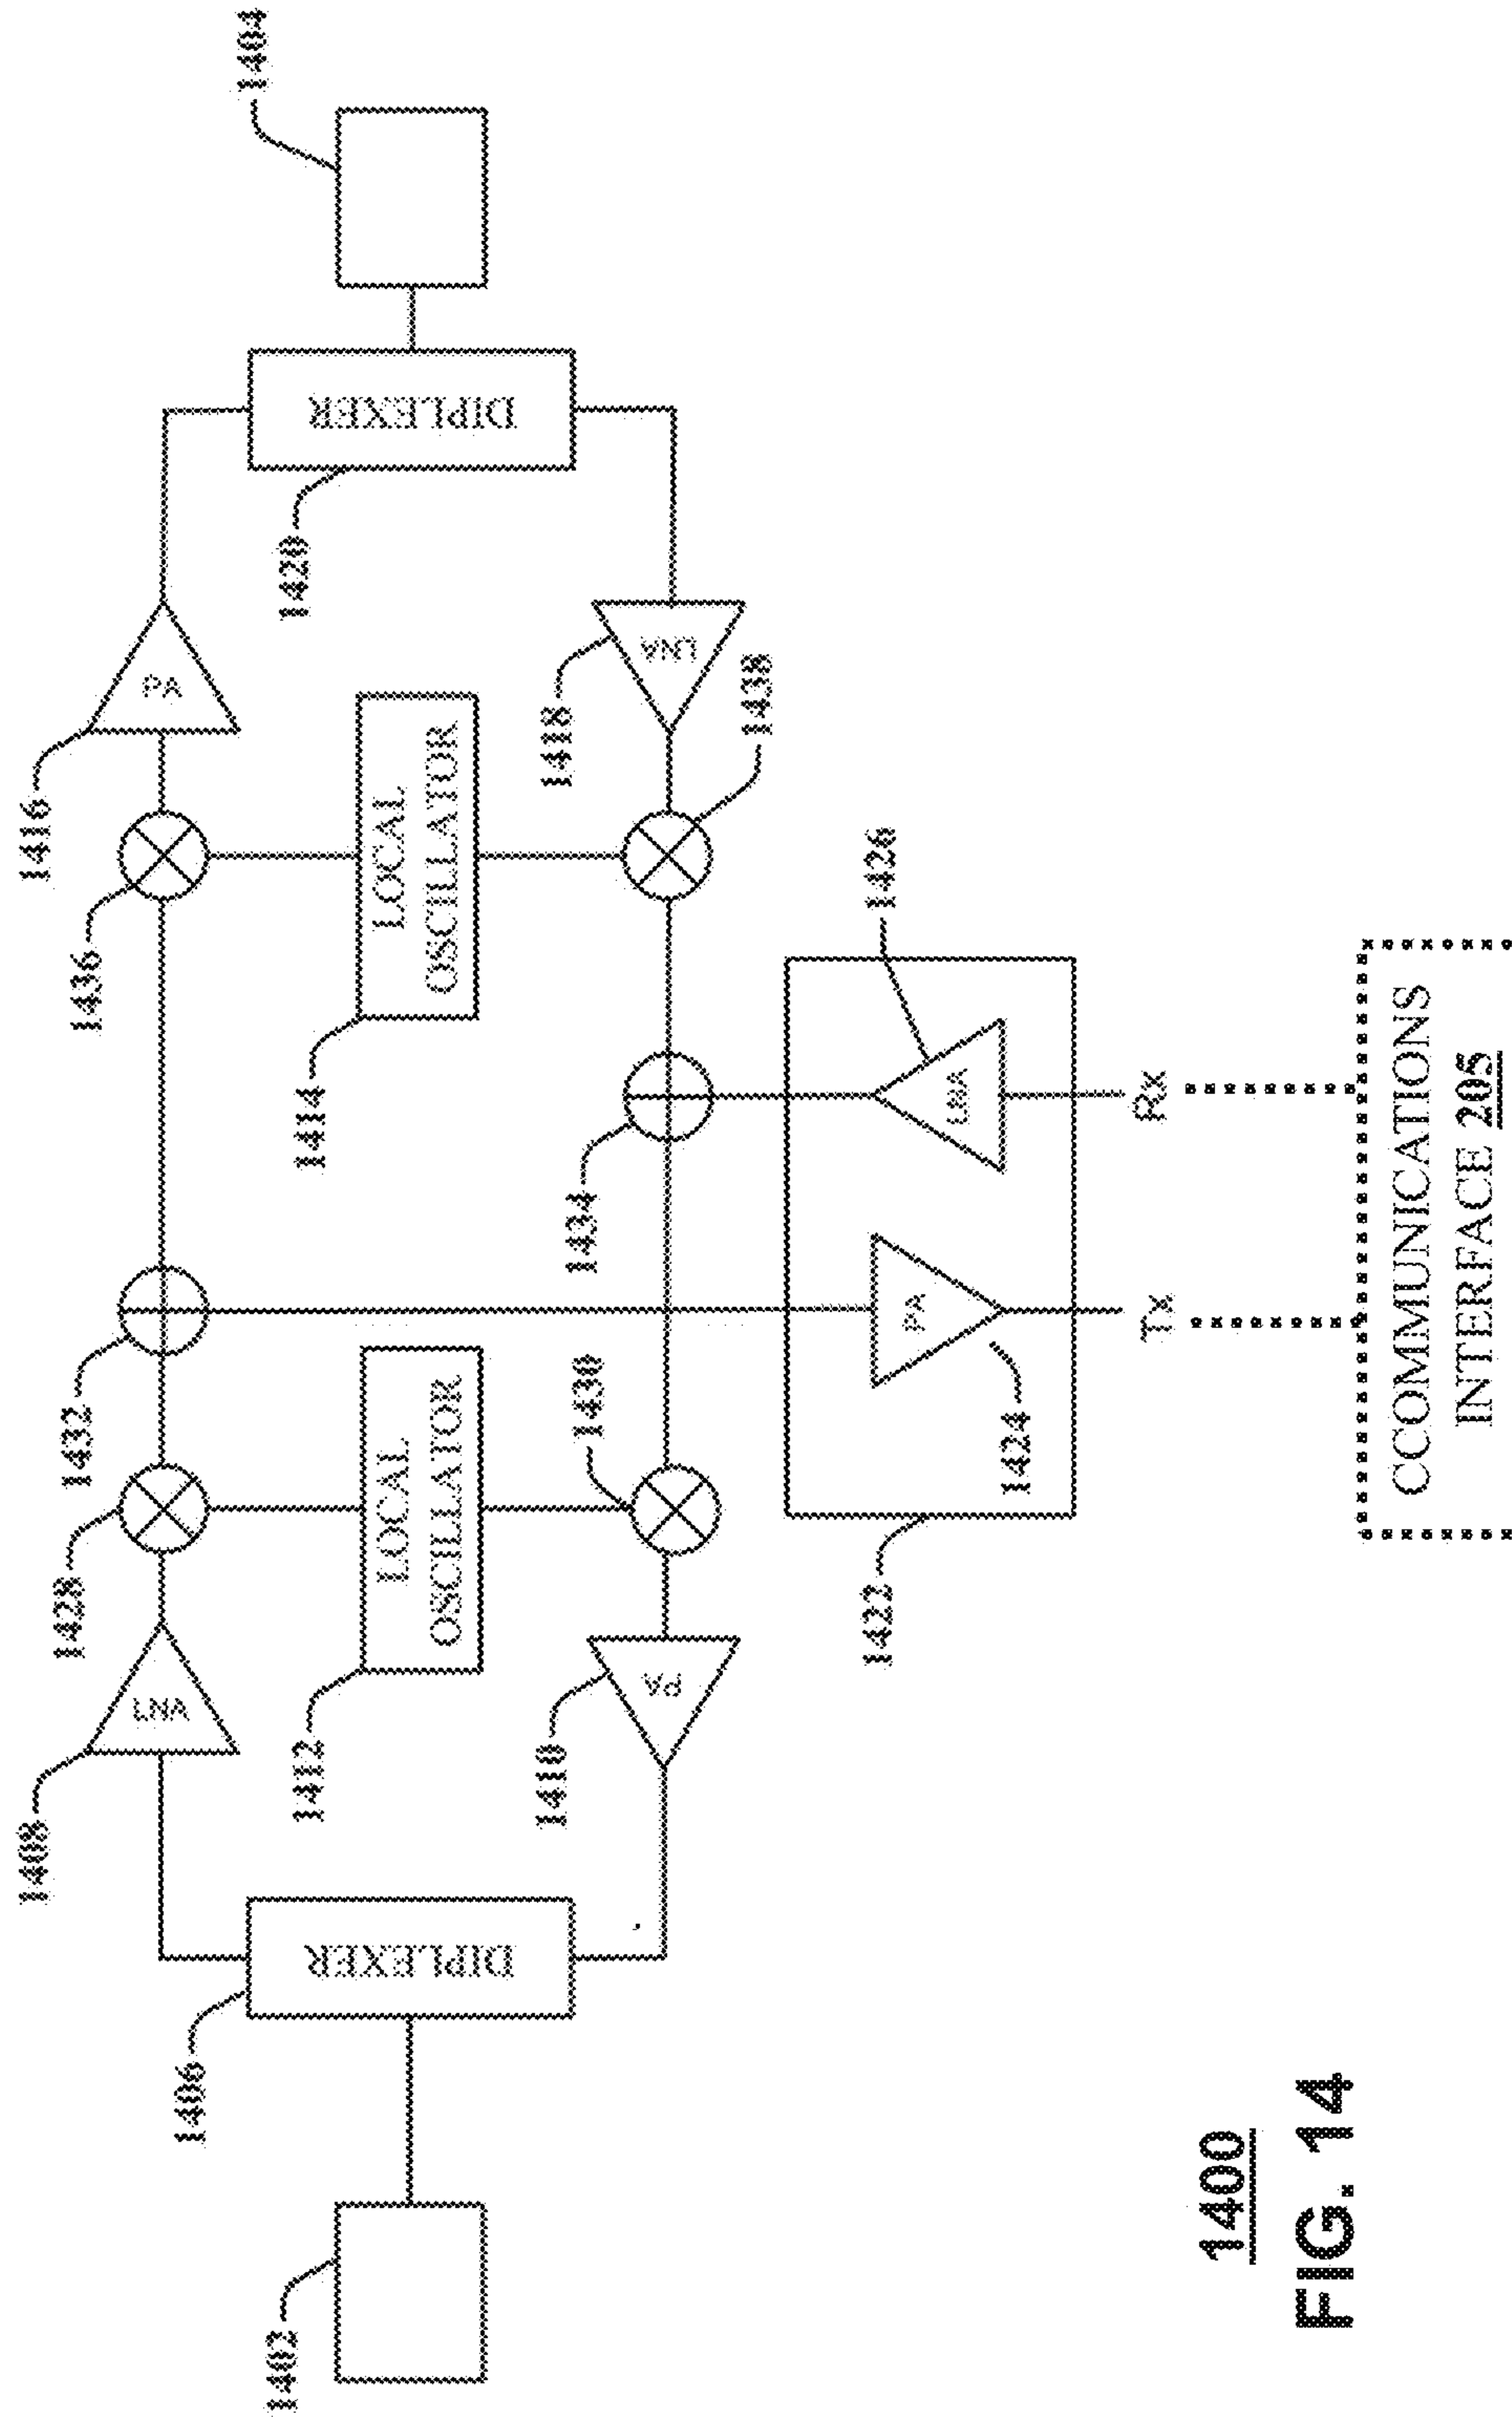 1404
1416
PA
1436
1420
DIPLEXER
LOCAL
OSCILLATOR
1414
1418
LNA
1438
1432
1434
1426
LNA
Rx
1428
LOCAL
OSCILLATOR
1412
1430
PA
1424
Tx
1422
CCOMMUNICATIONS
INTERFACE 205
1408
LNA
1410
PA
1406
DIPLEXER
1402
1400
FIG. 14